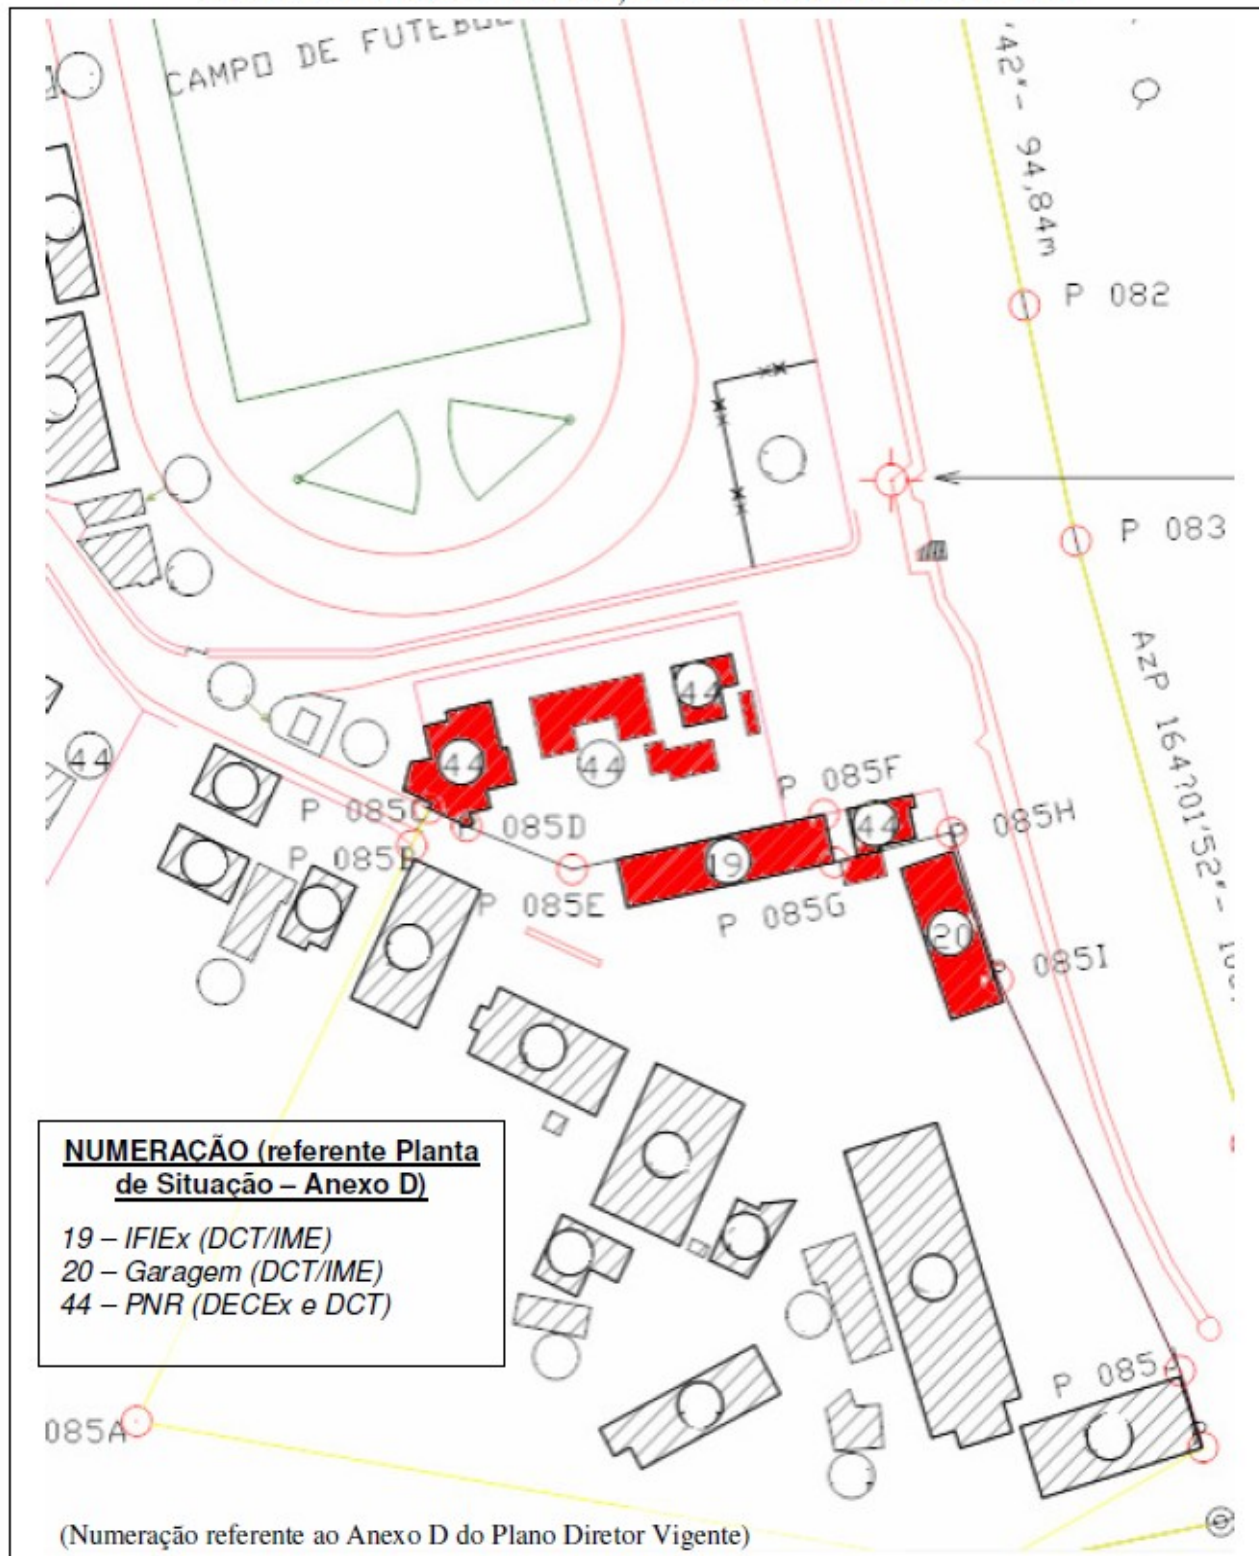 CAMPO DE FUTEBOL
'42"- 94,84m
P 082
P 083
AzP 164?01'52"-
44
44
44
44
P 085F
44
P 085H
P 085C
P 085D
P 085B
19
P 085E
P 085G
20
P 085I
NUMERAÇÃO (referente Planta
de Situação – Anexo D)
19 – IFIEx (DCT/IME)
20 – Garagem (DCT/IME)
44 – PNR (DECEx e DCT)
P 085J
085A
P
(Numeração referente ao Anexo D do Plano Diretor Vigente)